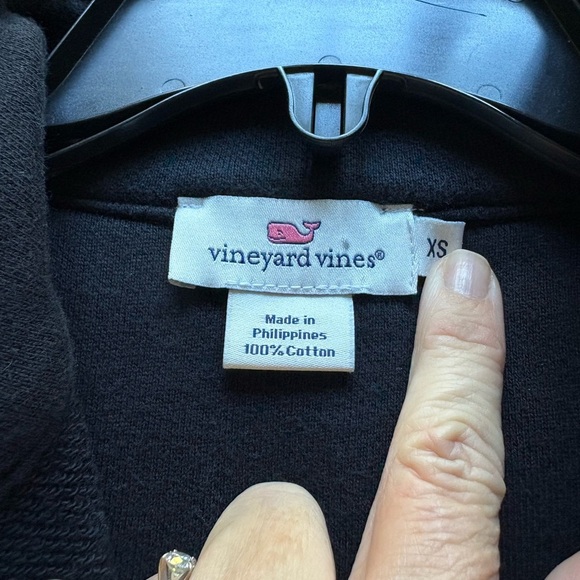 vineyard vines®
XS
Made in
Philippines
100% Cotton